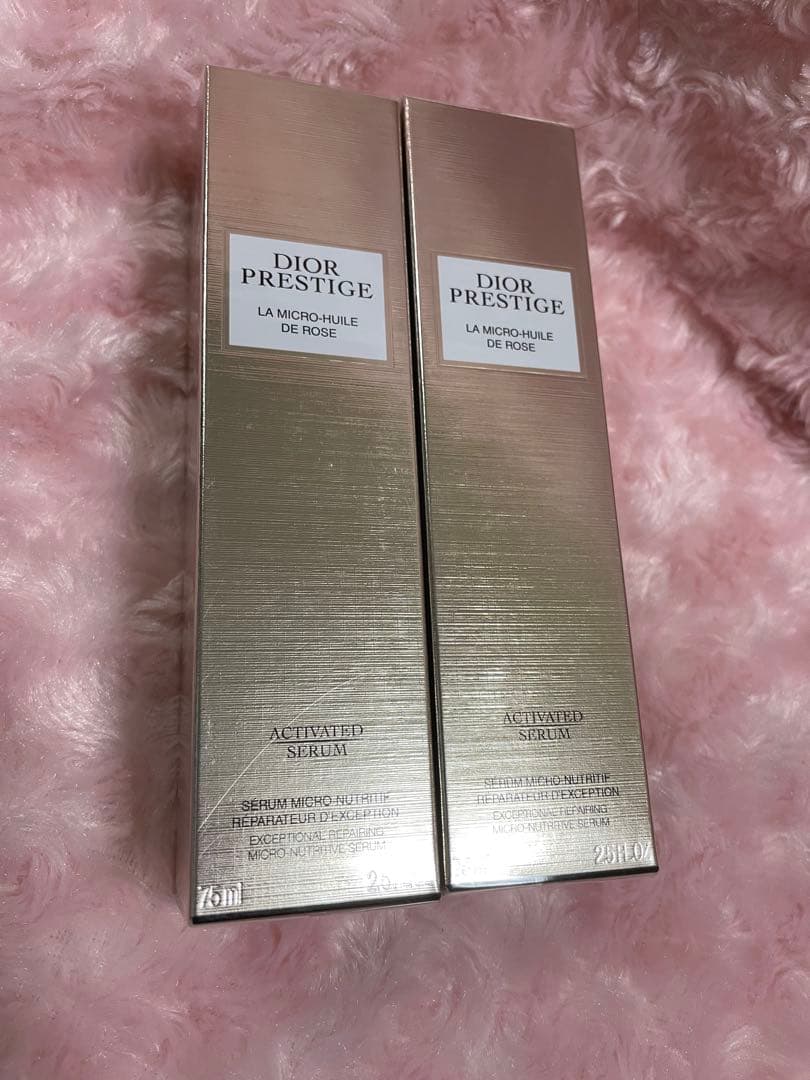 DIOR
PRESTIGE
LA MICRO-HUILE
DE ROSE
ACTIVATED
SERUM
SÉRUM MICRO-NUTRITIF
RÉPARATEUR D'EXCEPTION
EXCEPTIONAL REPAIRING
MICRO-NUTRITIVE SERUM
75ml
DIOR
PRESTIGE
LA MICRO-HUILE
DE ROSE
ACTIVATED
SERUM
SÉRUM MICRO-NUTRITIF
RÉPARATEUR D'EXCEPTION
EXCEPTIONAL REPAIRING
MICRO-NUTRITIVE SERUM
2.5FL.OZ